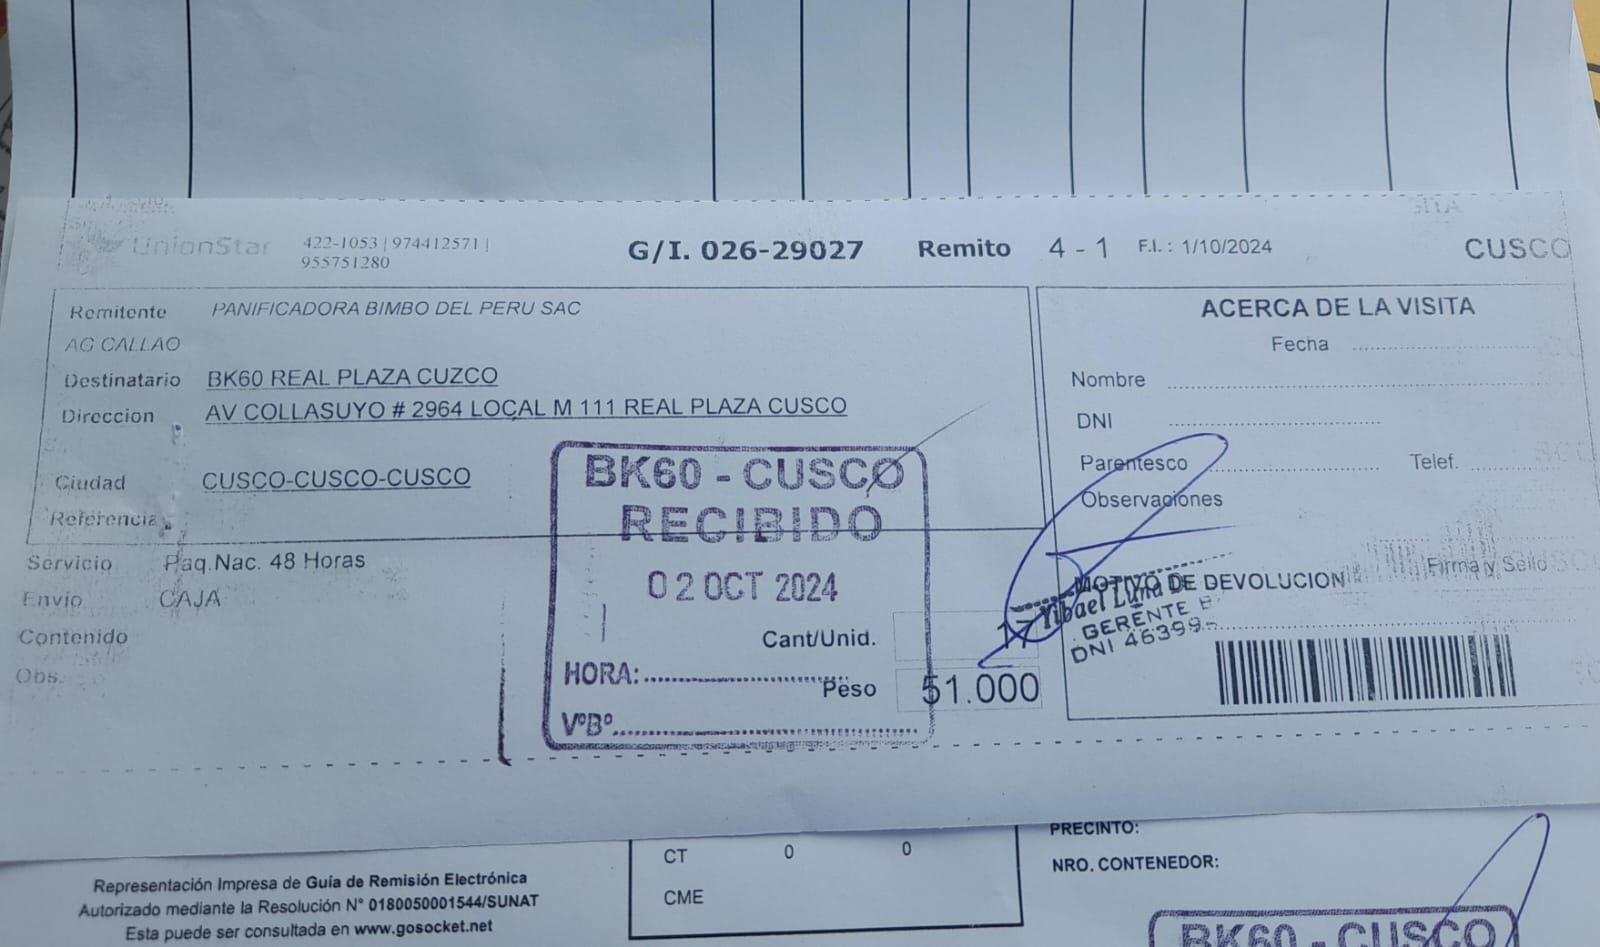 UnionStar 422-1053 | 974412571 |
955751280
G/I. 026-29027 Remito 4 - 1 F.I. : 1/10/2024 CUSCO
Remitente PANIFICADORA BIMBO DEL PERU SAC
AG CALLAO
Destinatario BK60 REAL PLAZA CUZCO
Direccion AV COLLASUYO # 2964 LOCAL M 111 REAL PLAZA CUSCO
Ciudad CUSCO-CUSCO-CUSCO
Referencia
Servicio Paq.Nac. 48 Horas
Envio CAJA
Contenido
Obs.
BK60 - CUSCO
RECIBIDO
02 OCT 2024
Cant/Unid. 17
HORA:
Peso 51.000
VºBº
ACERCA DE LA VISITA
Fecha
Nombre
DNI
Parentesco Telef.
Observaciones
Firma y Sello
MOTIVO DE DEVOLUCION
Yibael Luna
GERENTE
DNI 46399
CT 0 0
CME
PRECINTO:
NRO. CONTENEDOR:
Representación Impresa de Guía de Remisión Electrónica
Autorizado mediante la Resolución N° 0180050001544/SUNAT
Esta puede ser consultada en www.gosocket.net
BK60 - CUSCO